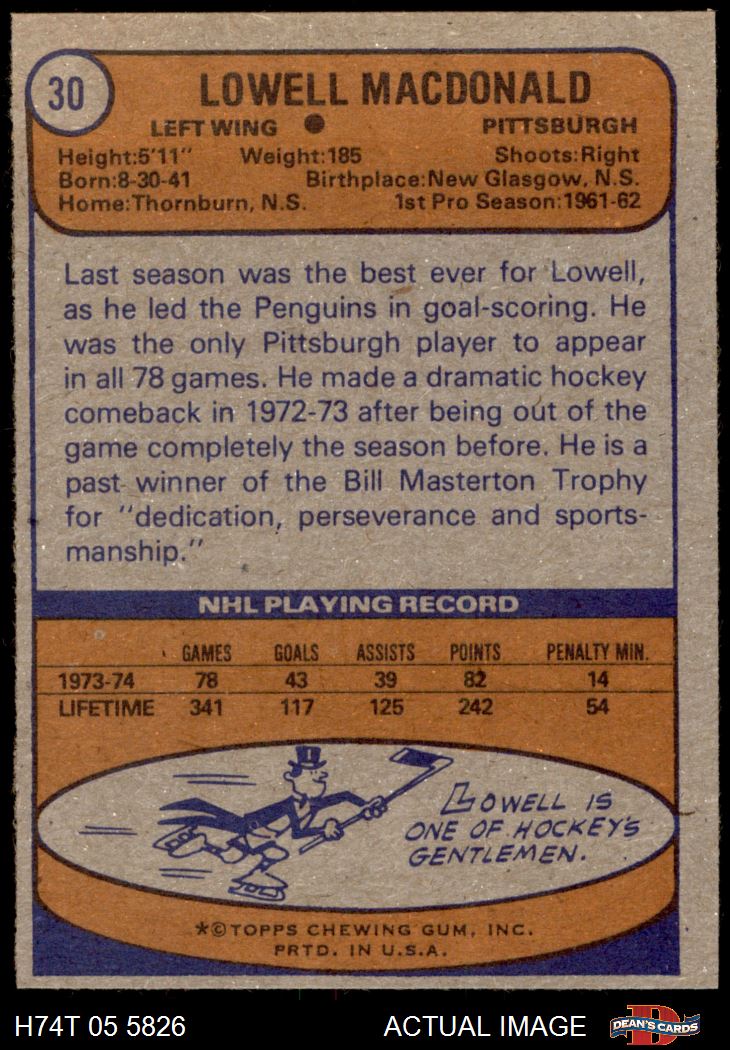 30
LOWELL MACDONALD
LEFT WING ● PITTSBURGH
Height:5'11" Weight:185 Shoots:Right
Born:8-30-41 Birthplace:New Glasgow, N.S.
Home:Thornburn, N.S. 1st Pro Season:1961-62
Last season was the best ever for Lowell,
as he led the Penguins in goal-scoring. He
was the only Pittsburgh player to appear
in all 78 games. He made a dramatic hockey
comeback in 1972-73 after being out of the
game completely the season before. He is a
past winner of the Bill Masterton Trophy
for "dedication, perseverance and sports-
manship."
NHL PLAYING RECORD
GAMES GOALS ASSISTS POINTS PENALTY MIN.
1973-74 78 43 39 82 14
LIFETIME 341 117 125 242 54
LOWELL IS
ONE OF HOCKEY'S
GENTLEMEN.
*©TOPPS CHEWING GUM, INC.
PRTD. IN U.S.A.
H74T 05 5826 ACTUAL IMAGE D DEAN'S CARDS